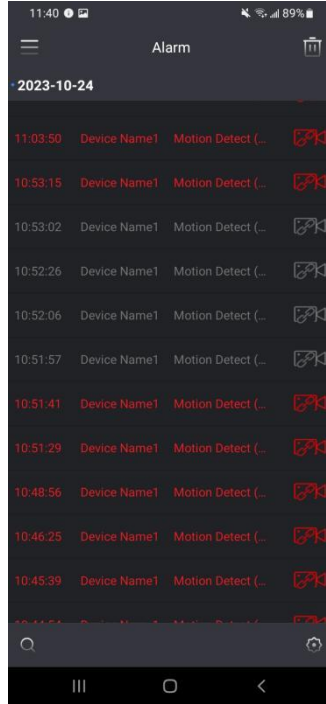 11:40 89%
Alarm
2023-10-24
11:03:50 Device Name1 Motion Detect (...
10:53:15 Device Name1 Motion Detect (...
10:53:02 Device Name1 Motion Detect (...
10:52:26 Device Name1 Motion Detect (...
10:52:06 Device Name1 Motion Detect (...
10:51:57 Device Name1 Motion Detect (...
10:51:41 Device Name1 Motion Detect (...
10:51:29 Device Name1 Motion Detect (...
10:48:56 Device Name1 Motion Detect (...
10:46:25 Device Name1 Motion Detect (...
10:45:39 Device Name1 Motion Detect (...